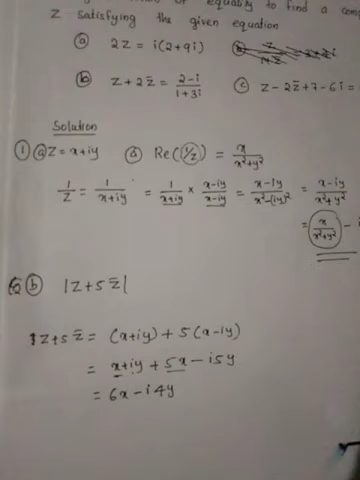 of equality to find a
Z satisfying the given equation
(a) 2Z = i(2+9i)
(b) Z + 2z̄ = (2-i)/(1+3i) (c) Z - 2z̄ + 7 - 6i =
Solution
(1) (a) Z = x+iy (a) Re(1/z) = x/(x²+y²)
1/Z = 1/(x+iy) = 1/(x+iy) × (x-iy)/(x-iy) = (x-iy)/(x²-(iy)²) = (x-iy)/(x²+y²)
= x/(x²+y²) - i
(b) |Z+5z̄|
Z+5z̄ = (x+iy) + 5(x-iy)
= x+iy + 5x - i5y
= 6x - i4y